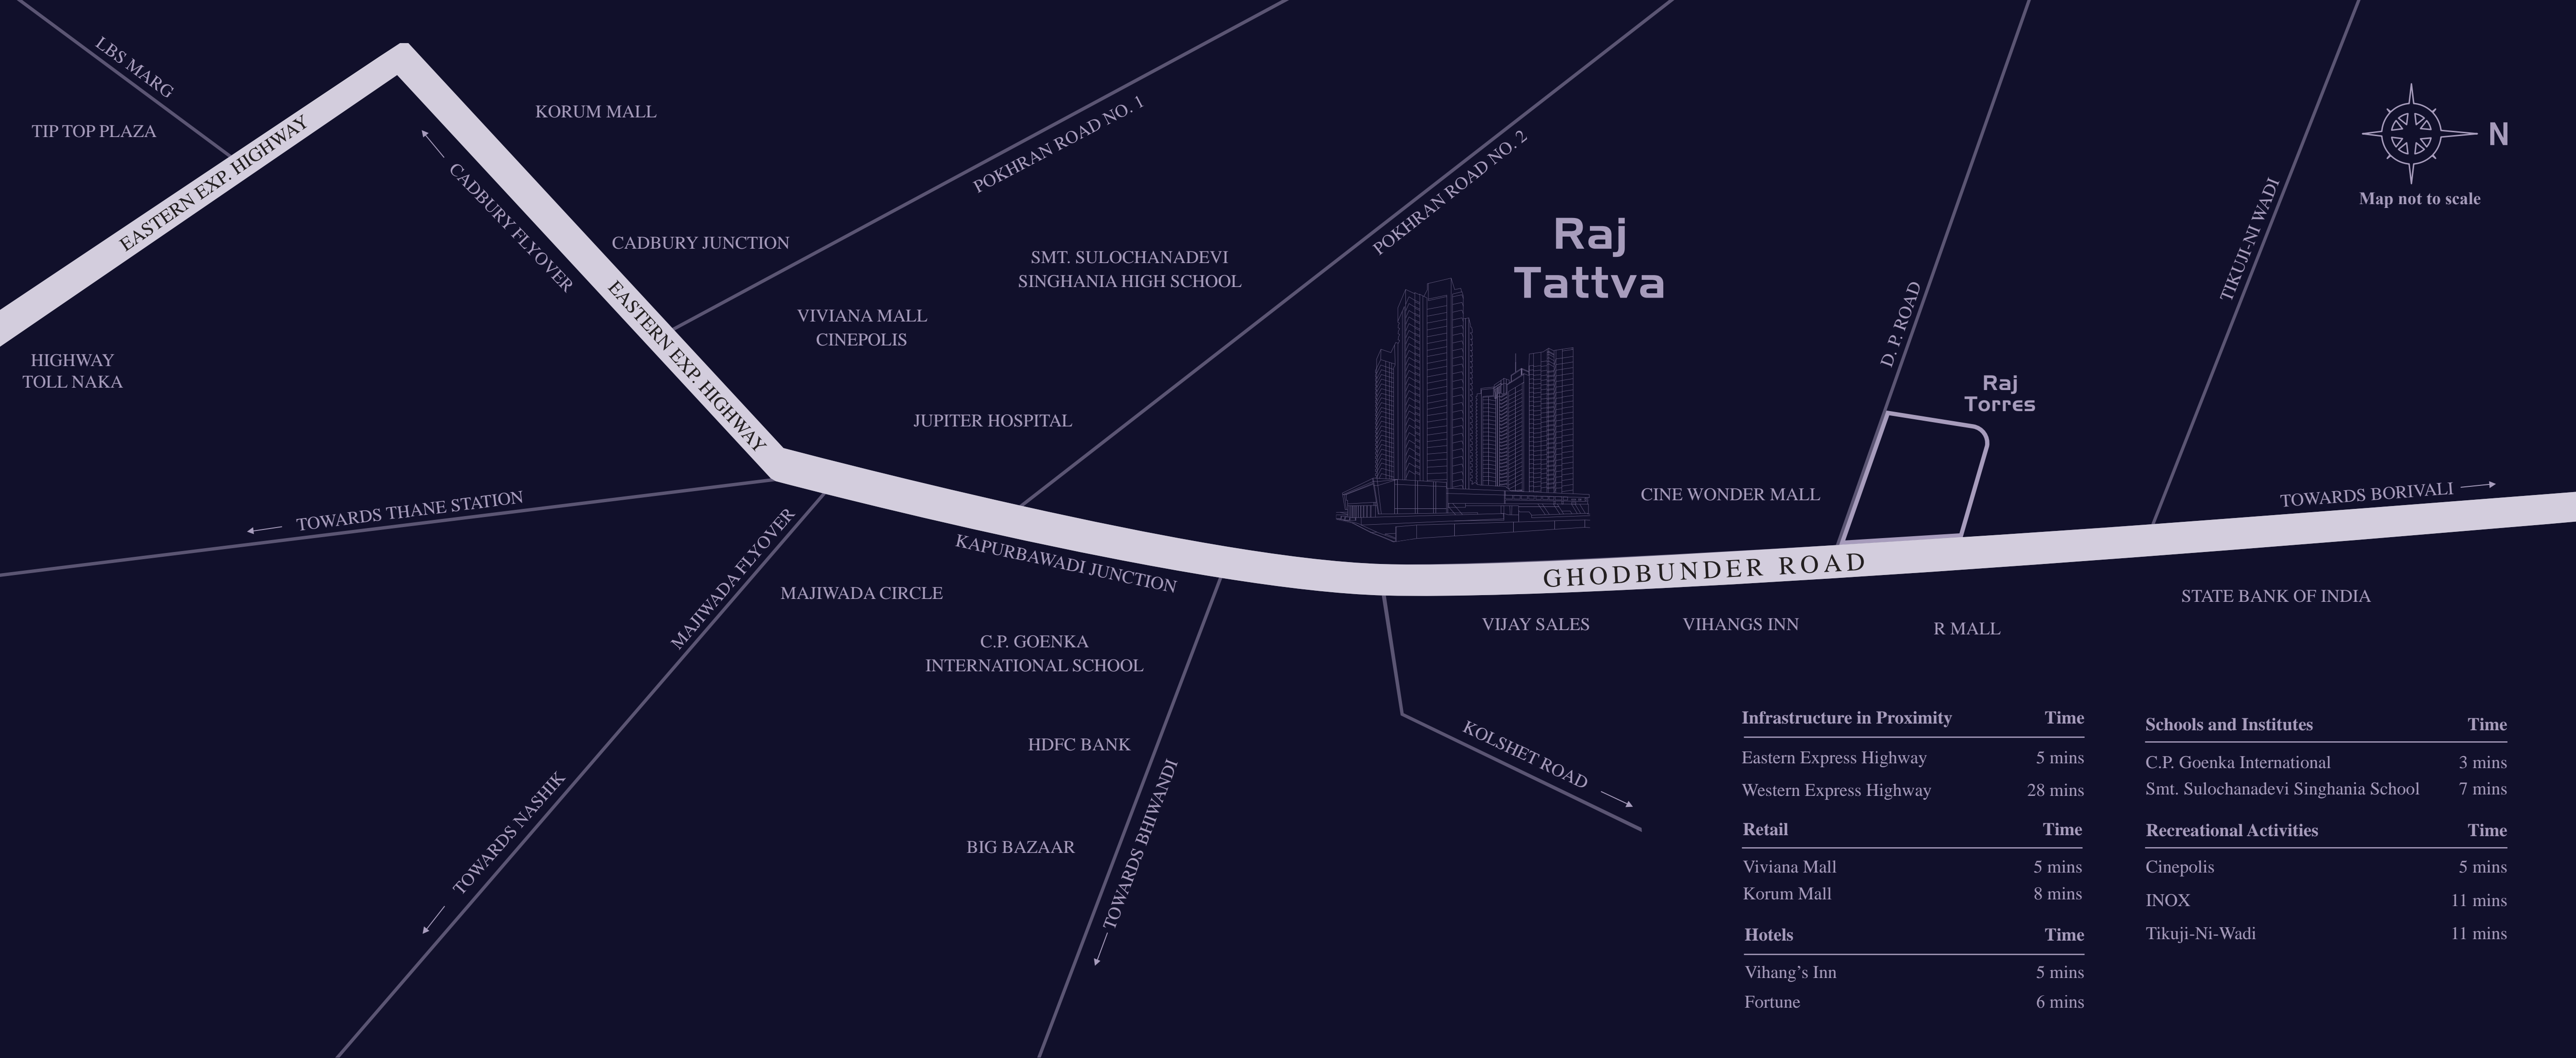 LBS MARG
TIP TOP PLAZA
EASTERN EXP. HIGHWAY
HIGHWAY
TOLL NAKA
KORUM MALL
CADBURY FLYOVER
CADBURY JUNCTION
EASTERN EXP. HIGHWAY
POKHRAN ROAD NO. 1
VIVIANA MALL
CINEPOLIS
SMT. SULOCHANADEVI
SINGHANIA HIGH SCHOOL
JUPITER HOSPITAL
POKHRAN ROAD NO. 2
Raj
Tattva
CINE WONDER MALL
D. P. ROAD
Raj
Torres
TIKUJI-NI WADI
N
Map not to scale
TOWARDS BORIVALI
TOWARDS THANE STATION
MAJIWADA FLYOVER
KAPURBAWADI JUNCTION
MAJIWADA CIRCLE
GHODBUNDER ROAD
VIJAY SALES
VIHANGS INN
R MALL
STATE BANK OF INDIA
C.P. GOENKA
INTERNATIONAL SCHOOL
HDFC BANK
BIG BAZAAR
TOWARDS NASHIK
TOWARDS BHIWANDI
KOLSHET ROAD
Infrastructure in Proximity Time
Eastern Express Highway 5 mins
Western Express Highway 28 mins
Retail Time
Viviana Mall 5 mins
Korum Mall 8 mins
Hotels Time
Vihang’s Inn 5 mins
Fortune 6 mins
Schools and Institutes Time
C.P. Goenka International 3 mins
Smt. Sulochanadevi Singhania School 7 mins
Recreational Activities Time
Cinepolis 5 mins
INOX 11 mins
Tikuji-Ni-Wadi 11 mins